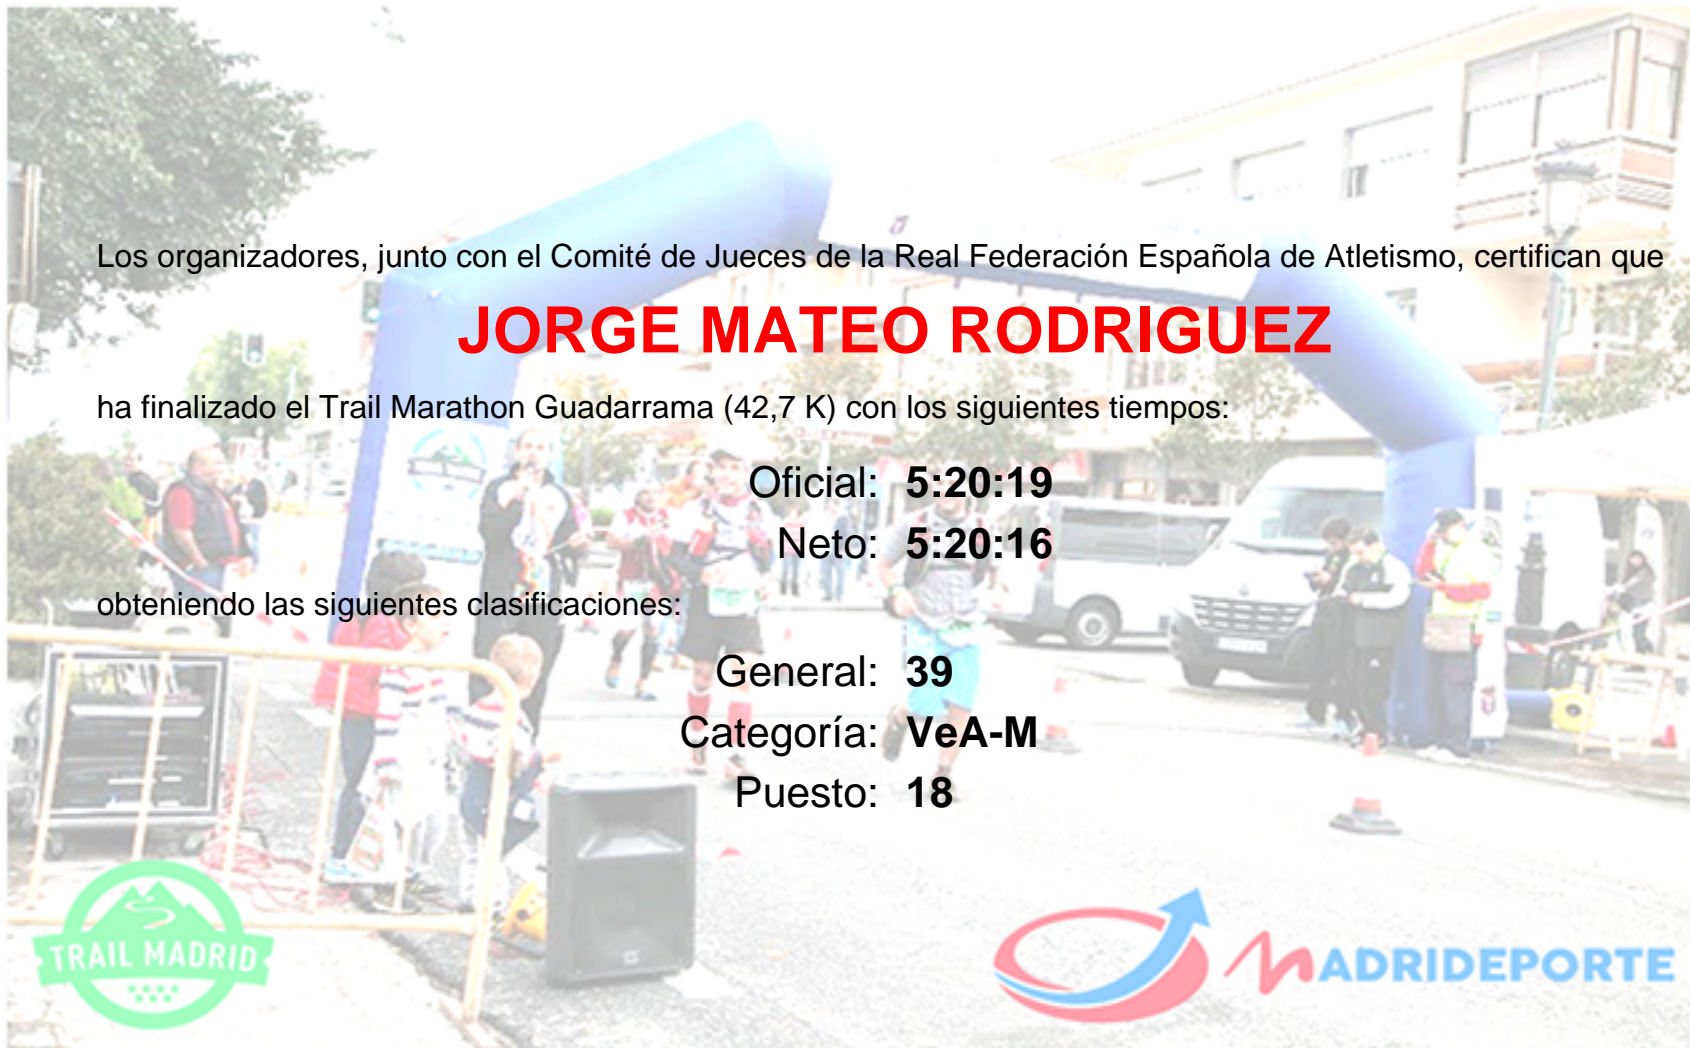 Los organizadores, junto con el Comité de Jueces de la Real Federación Española de Atletismo, certifican que
JORGE MATEO RODRIGUEZ
ha finalizado el Trail Marathon Guadarrama (42,7 K) con los siguientes tiempos:
Oficial: 5:20:19
Neto: 5:20:16
obteniendo las siguientes clasificaciones:
General: 39
Categoría: VeA-M
Puesto: 18
TRAIL MADRID
MADRIDEPORTE